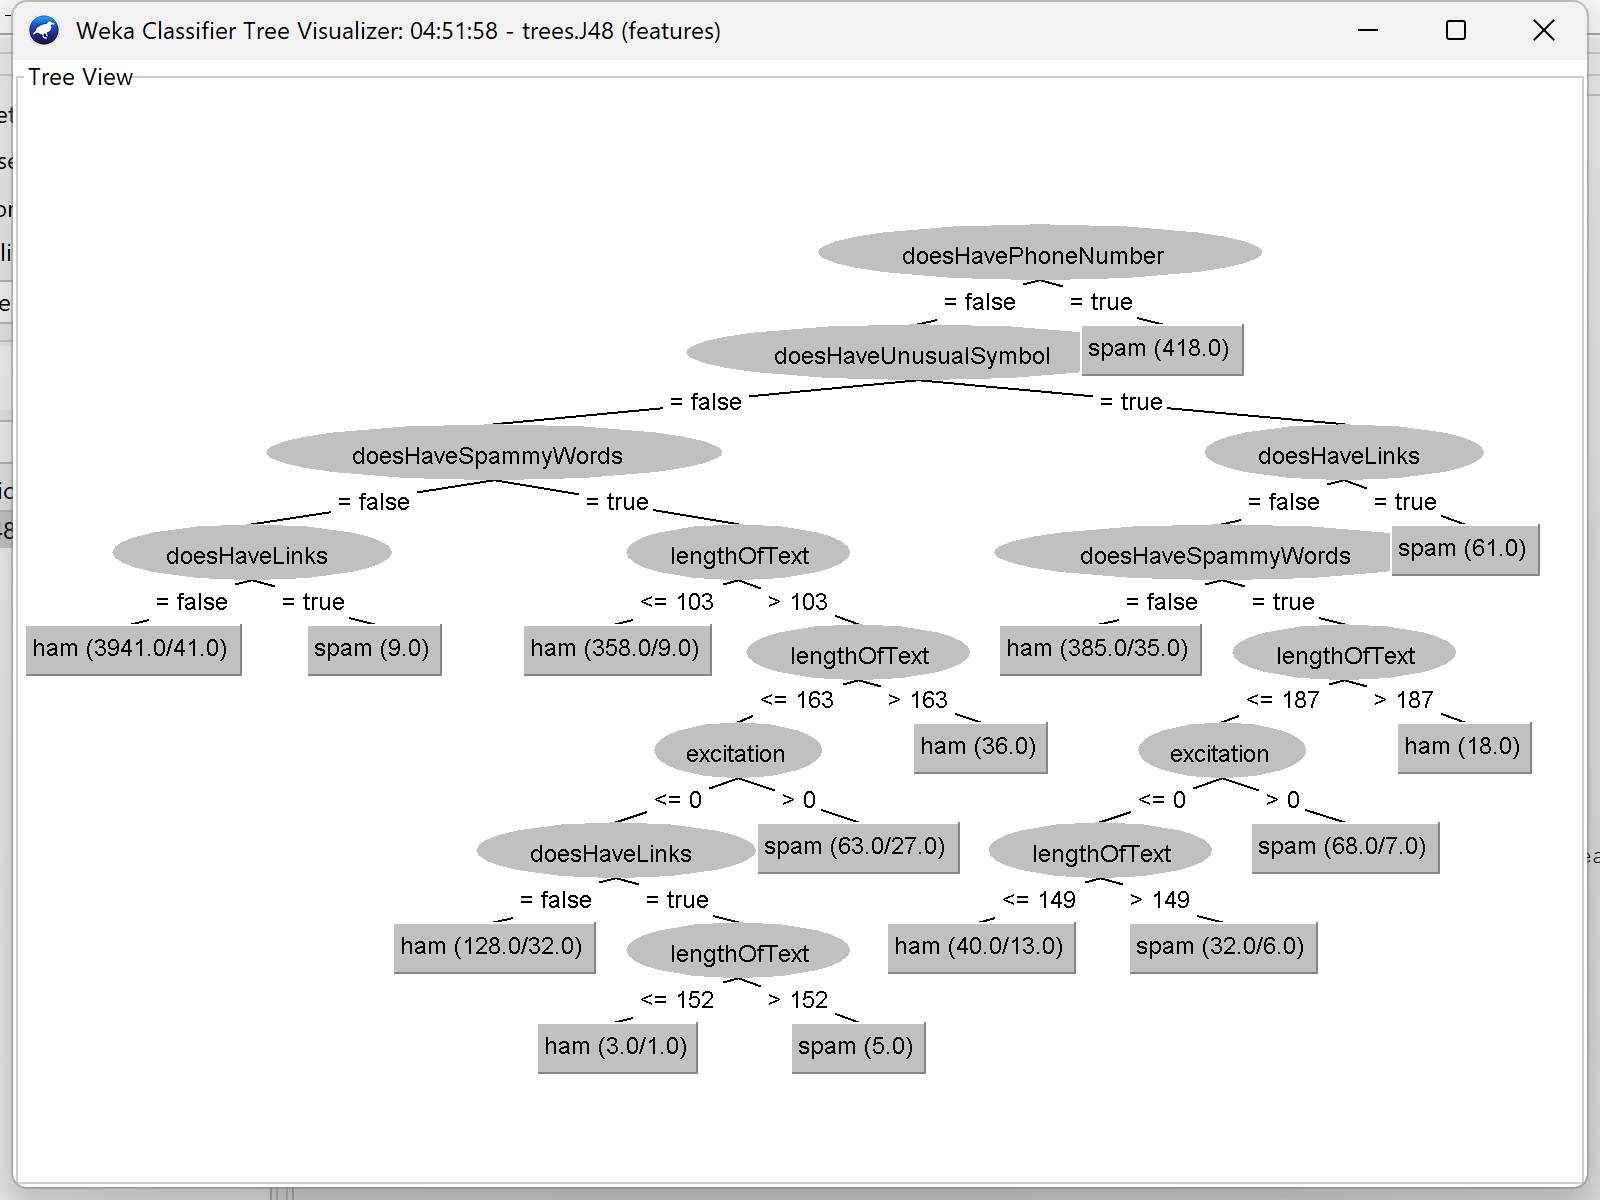 Weka Classifier Tree Visualizer: 04:51:58 - trees.J48 (features)
Tree View
doesHavePhoneNumber
= false = true
doesHaveUnusualSymbol spam (418.0)
= false = true
doesHaveSpammyWords doesHaveLinks
= false = true = false = true
doesHaveLinks lengthOfText doesHaveSpammyWords spam (61.0)
= false = true <= 103 > 103 = false = true
ham (3941.0/41.0) spam (9.0) ham (358.0/9.0) lengthOfText ham (385.0/35.0) lengthOfText
<= 163 > 163 <= 187 > 187
excitation ham (36.0) excitation ham (18.0)
<= 0 > 0 <= 0 > 0
doesHaveLinks spam (63.0/27.0) lengthOfText spam (68.0/7.0)
= false = true <= 149 > 149
ham (128.0/32.0) lengthOfText ham (40.0/13.0) spam (32.0/6.0)
<= 152 > 152
ham (3.0/1.0) spam (5.0)